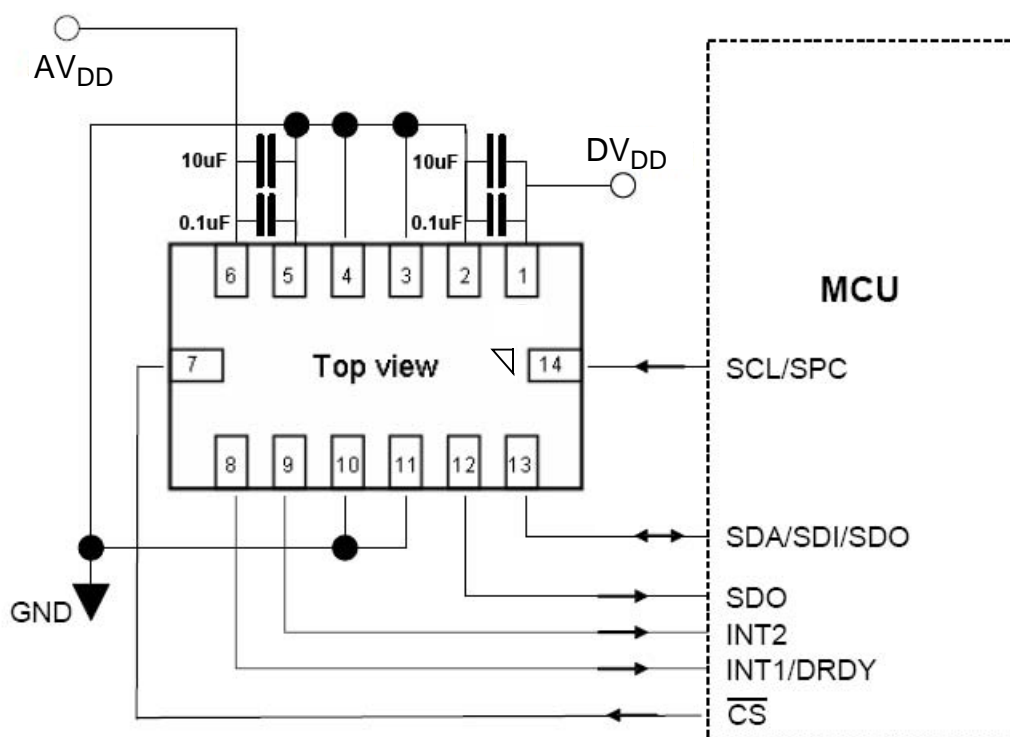 AVDD
10uF
10uF
DVDD
0.1uF
0.1uF
6 5 4 3 2 1
MCU
7 Top view 14
SCL/SPC
8 9 10 11 12 13
SDA/SDI/SDO
SDO
GND
INT2
INT1/DRDY
CS